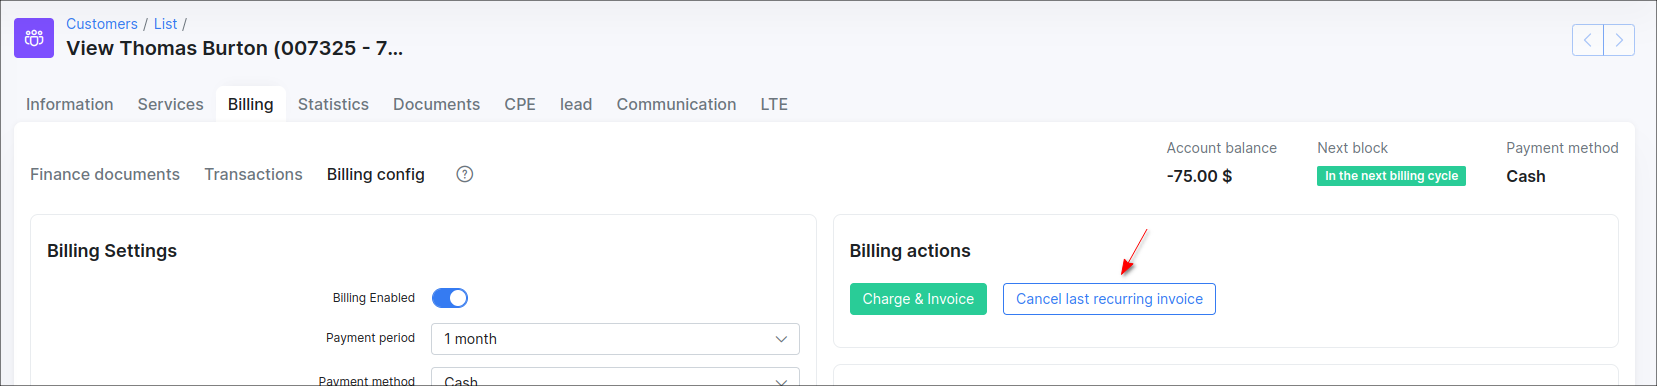 Customers / List /
View Thomas Burton (007325 - 7...
Information Services Billing Statistics Documents CPE lead Communication LTE
Finance documents Transactions Billing config ?
Account balance Next block Payment method
-75.00 $ In the next billing cycle Cash
Billing Settings
Billing Enabled
Payment period 1 month
Payment method Cash
Billing actions
Charge & Invoice Cancel last recurring invoice